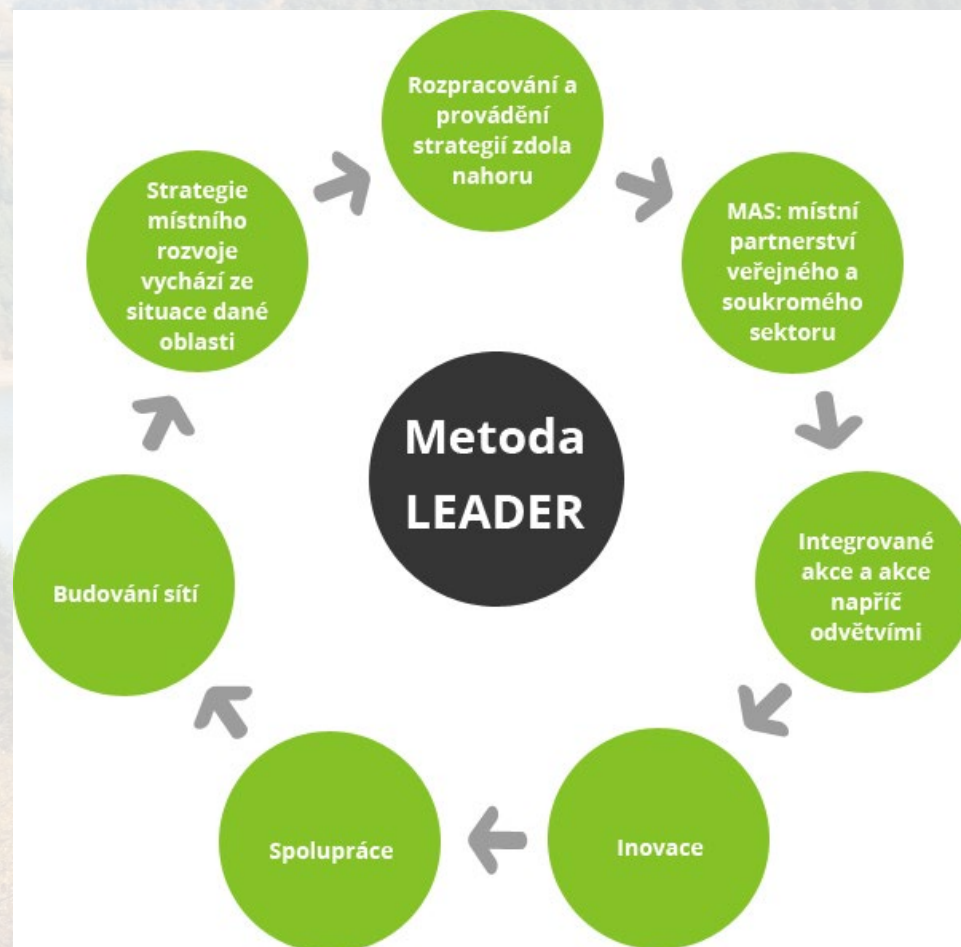 Rozpracování a
provádění
strategií zdola
nahoru
MAS: místní
partnerství
veřejného a
soukromého
sektoru
Integrované
akce a akce
napříč
odvětvími
Inovace
Spolupráce
Budování sítí
Strategie
místního
rozvoje
vychází ze
situace dané
oblasti
Metoda
LEADER